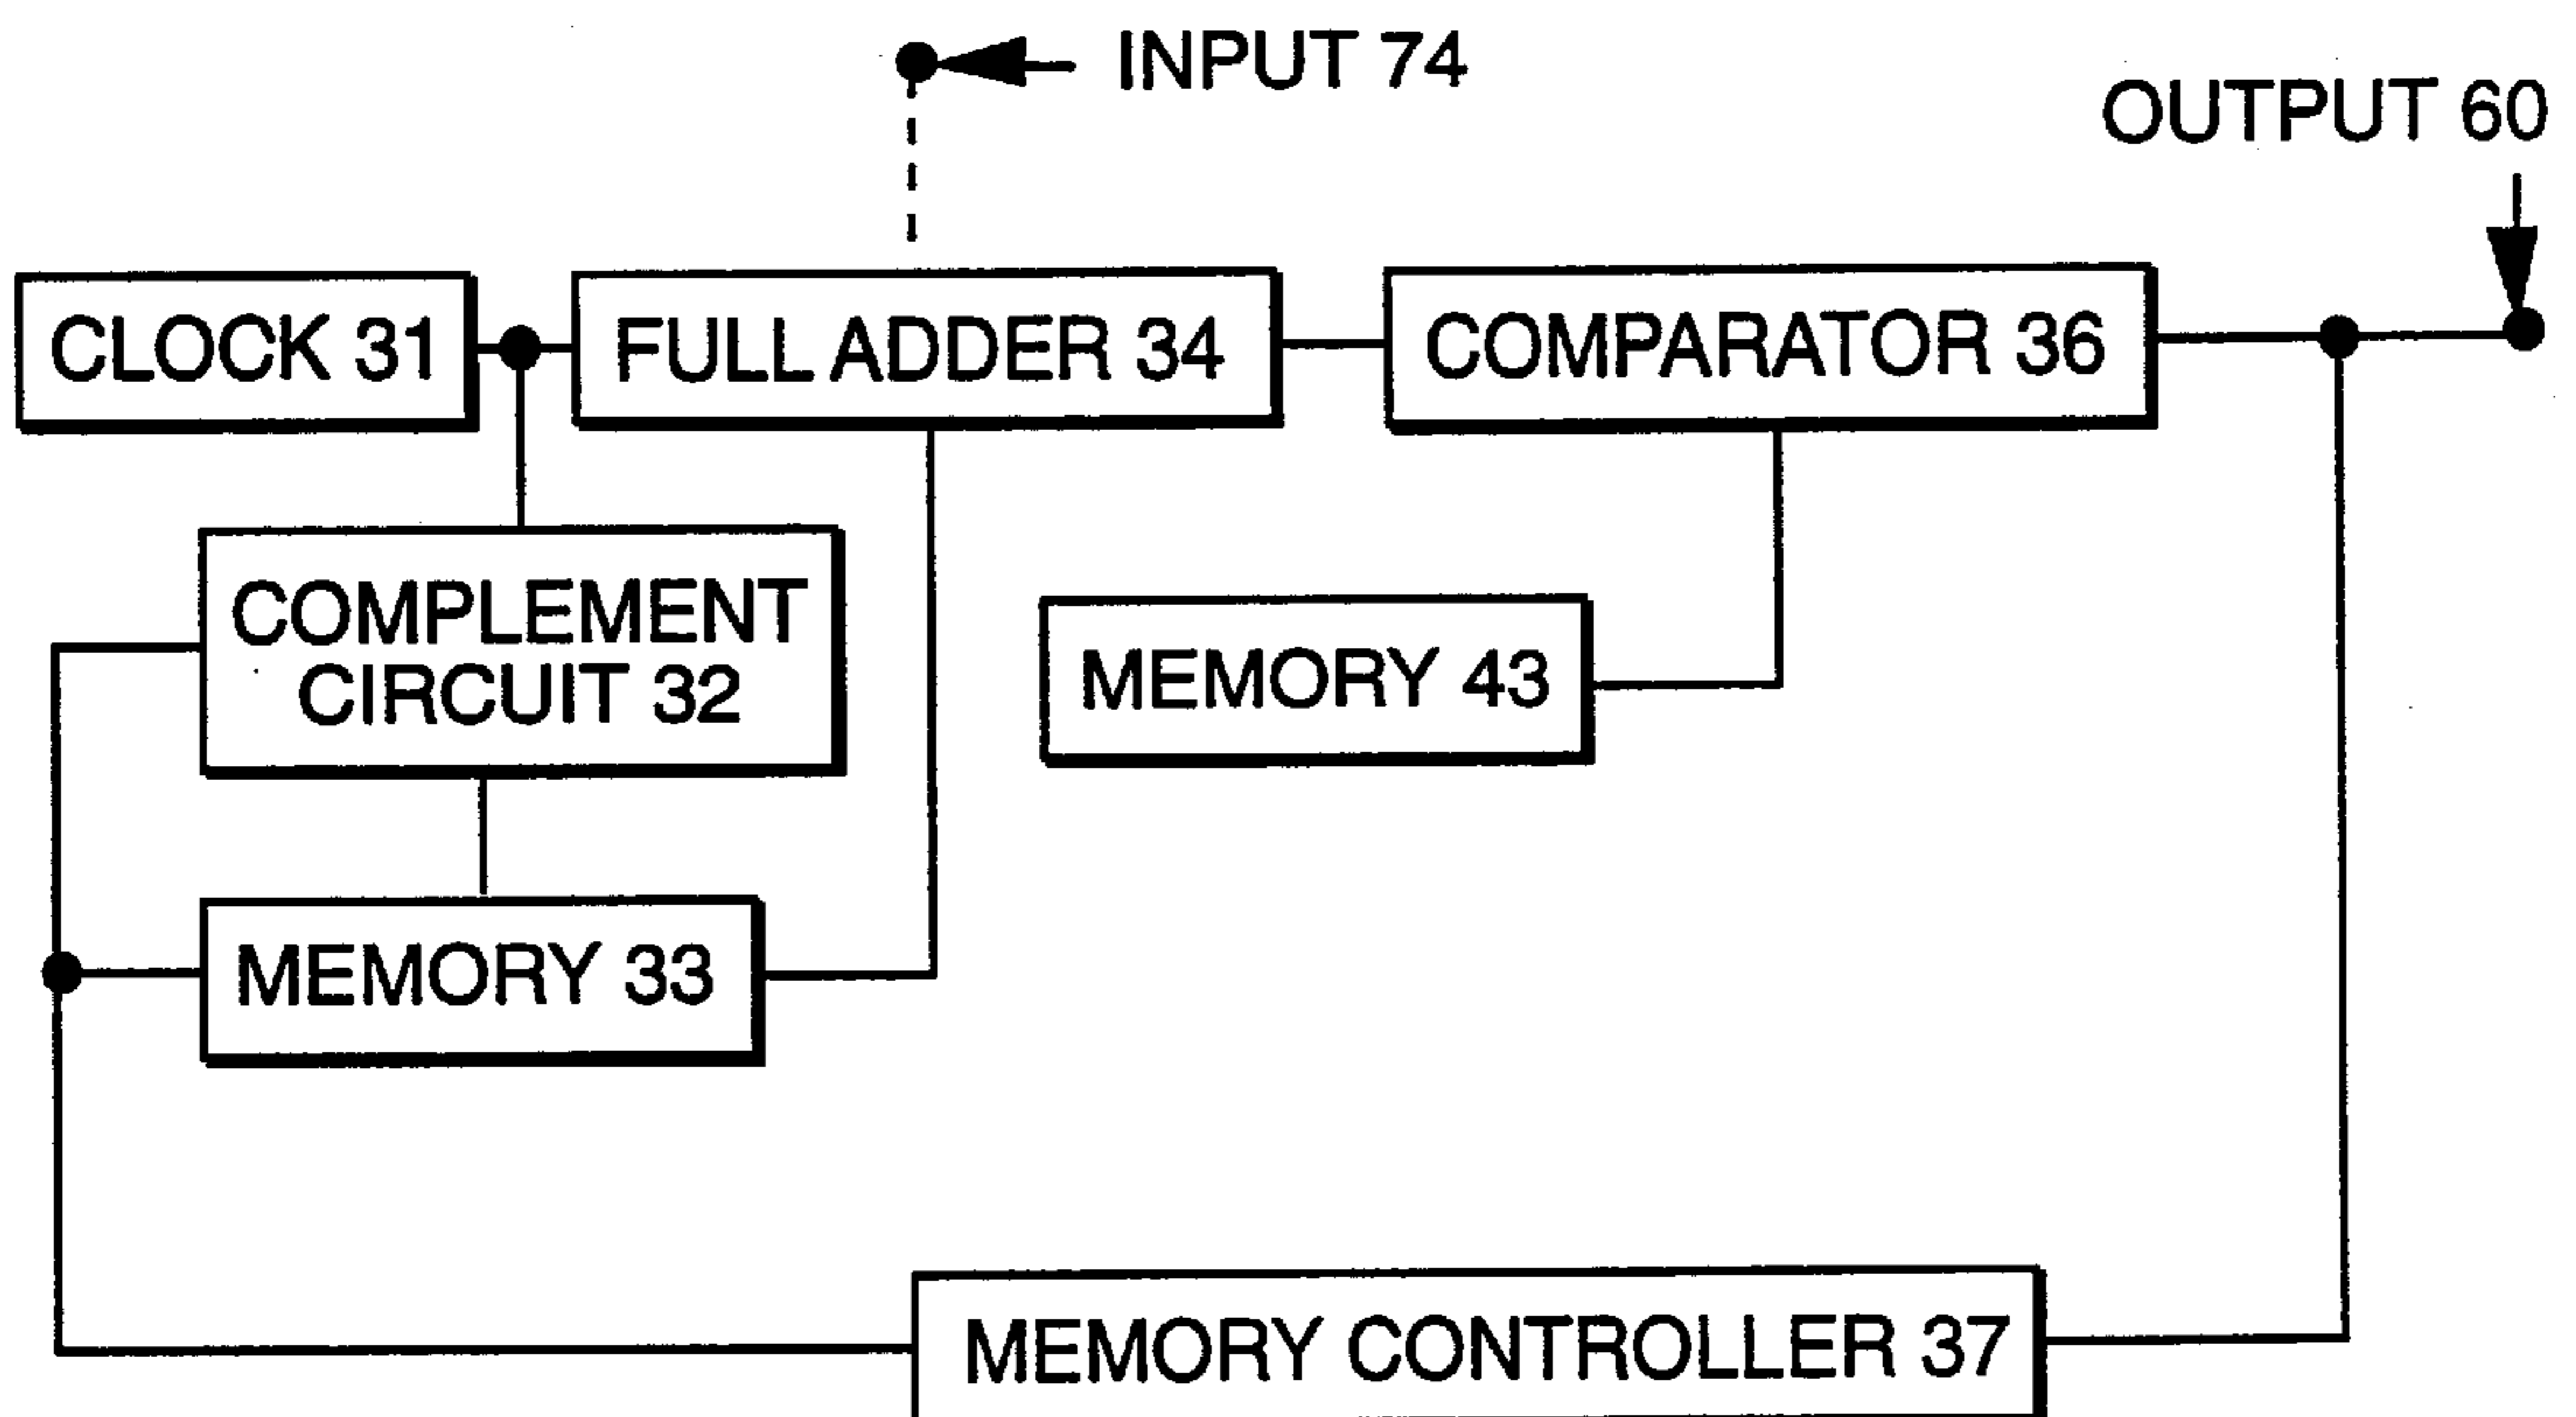 INPUT 74
OUTPUT 60
CLOCK 31
FULL ADDER 34
COMPARATOR 36
COMPLEMENT
CIRCUIT 32
MEMORY 43
MEMORY 33
MEMORY CONTROLLER 37